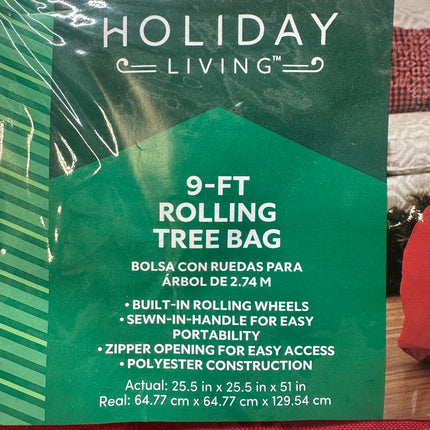 HOLIDAY
LIVING™
9-FT
ROLLING
TREE BAG
BOLSA CON RUEDAS PARA
ÁRBOL DE 2.74 M
• BUILT-IN ROLLING WHEELS
• SEWN-IN-HANDLE FOR EASY
PORTABILITY
• ZIPPER OPENING FOR EASY ACCESS
• POLYESTER CONSTRUCTION
Actual: 25.5 in x 25.5 in x 51 in
Real: 64.77 cm x 64.77 cm x 129.54 cm